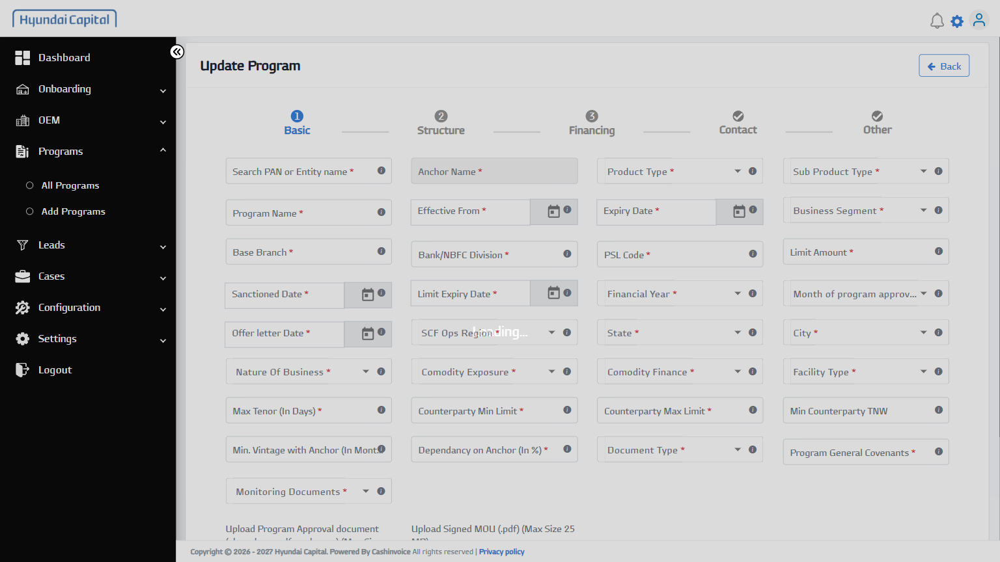 Hyundai Capital
Dashboard
Onboarding
OEM
Programs
All Programs
Add Programs
Leads
Cases
Configuration
Settings
Logout
Update Program
Back
1 2 3
Basic Structure Financing Contact Other
Search PAN or Entity name * Anchor Name * Product Type * Sub Product Type *
Program Name * Effective From * Expiry Date * Business Segment *
Base Branch * Bank/NBFC Division * PSL Code * Limit Amount *
Sanctioned Date * Limit Expiry Date * Financial Year * Month of program approv...
Offer letter Date * SCF Ops Region * State * City *
Loading...
Nature Of Business * Comodity Exposure * Comodity Finance * Facility Type *
Max Tenor (In Days) * Counterparty Min Limit * Counterparty Max Limit * Min Counterparty TNW
Min. Vintage with Anchor (In Mont... Dependancy on Anchor (In %) * Document Type * Program General Covenants *
Monitoring Documents *
Upload Program Approval document Upload Signed MOU (.pdf) (Max Size 25
Copyright © 2026 - 2027 Hyundai Capital. Powered By Cashinvoice All rights reserved | Privacy policy